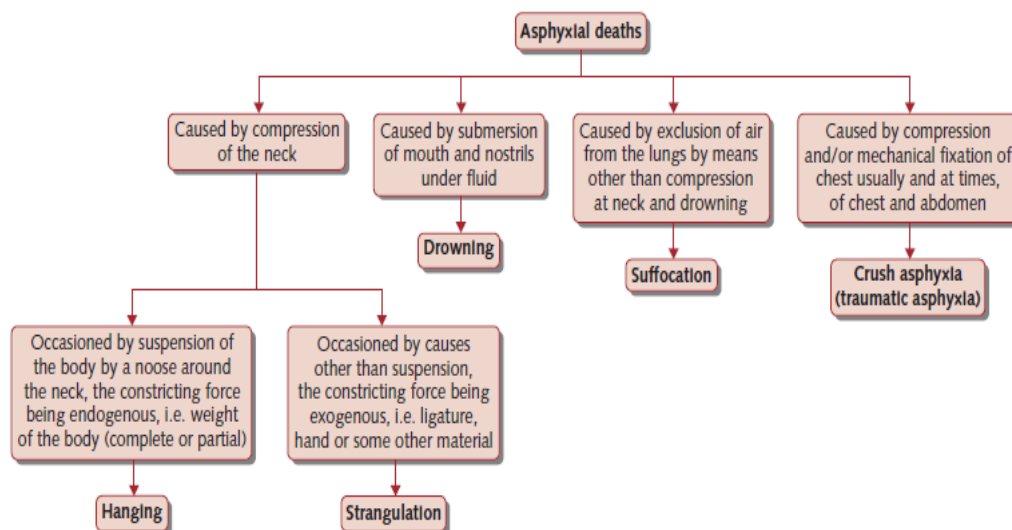 Asphyxial deaths
Caused by compression
of the neck
Caused by submersion
of mouth and nostrils
under fluid
Caused by exclusion of air
from the lungs by means
other than compression
at neck and drowning
Caused by compression
and/or mechanical fixation of
chest usually and at times,
of chest and abdomen
Drowning
Suffocation
Crush asphyxia
(traumatic asphyxia)
Occasioned by suspension of
the body by a noose around
the neck, the constricting force
being endogenous, i.e. weight
of the body (complete or partial)
Occasioned by causes
other than suspension,
the constricting force being
exogenous, i.e. ligature,
hand or some other material
Hanging
Strangulation